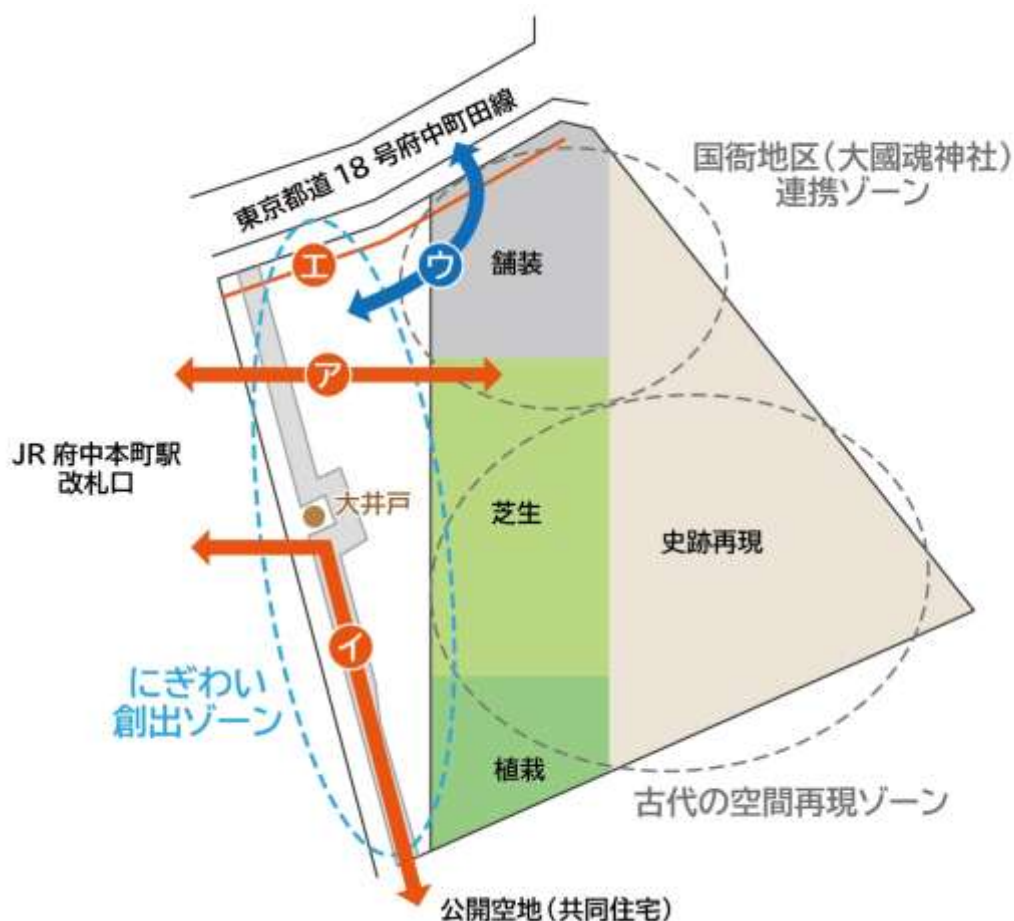 東京都道18号府中町田線
国衙地区(大國魂神社)
連携ゾーン
エ
ウ
舗装
ア
JR 府中本町駅
改札口
大井戸
芝生
史跡再現
イ
にぎわい
創出ゾーン
植栽
古代の空間再現ゾーン
公開空地(共同住宅)